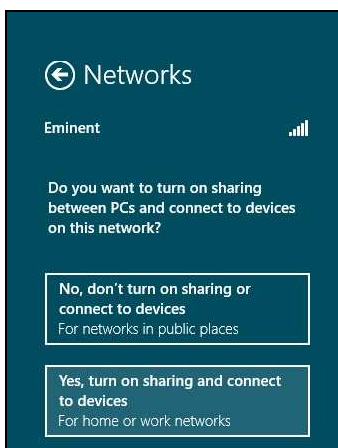 Networks
Eminent
Do you want to turn on sharing
between PCs and connect to devices
on this network?
No, don't turn on sharing or
connect to devices
For networks in public places
Yes, turn on sharing and connect
to devices
For home or work networks